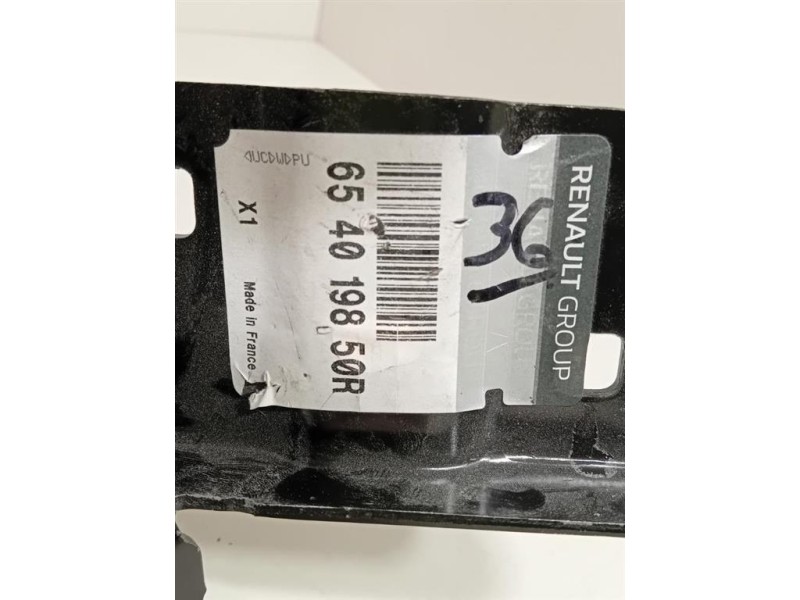 RENAULT GROUP
36
65 40 198 50R
X1 Made in France